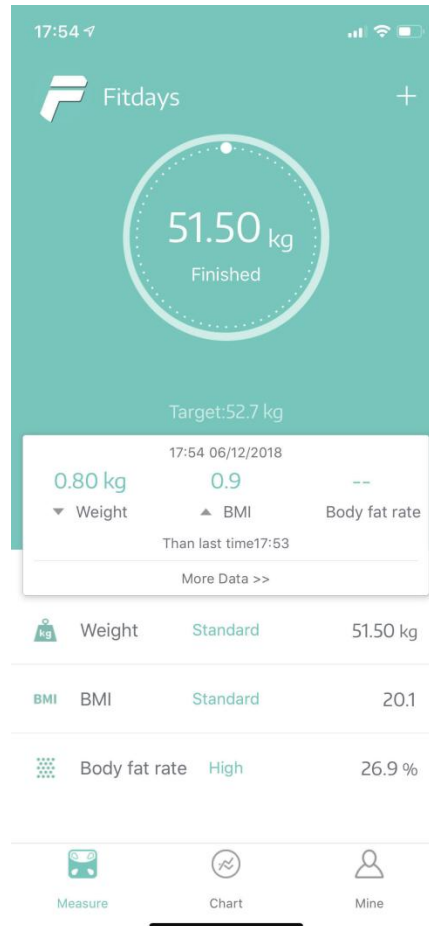 17:54
Fitdays
+
51.50 kg
Finished
Target:52.7 kg
17:54 06/12/2018
0.80 kg 0.9 --
▼ Weight ▲ BMI Body fat rate
Than last time17:53
More Data >>
kg Weight Standard 51.50 kg
BMI BMI Standard 20.1
Body fat rate High 26.9 %
Measure Chart Mine